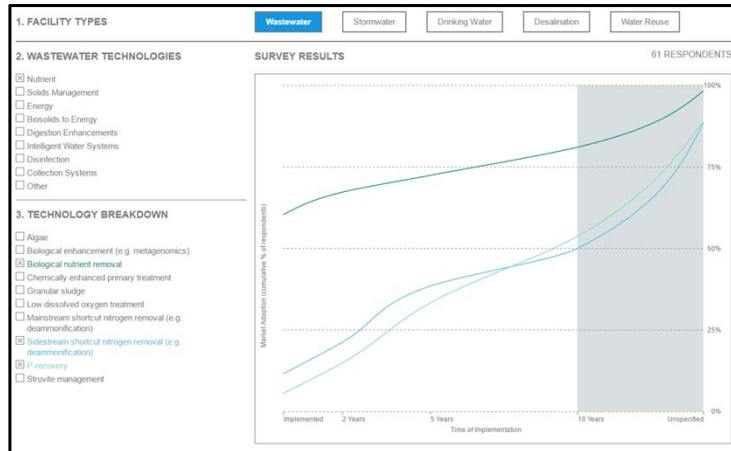 1. FACILITY TYPES
Wastewater
Stormwater
Drinking Water
Desalination
Water Reuse
2. WASTEWATER TECHNOLOGIES
Nutrient
Solids Management
Energy
Biosolids to Energy
Digestion Enhancements
Intelligent Water Systems
Disinfection
Collection Systems
Other
3. TECHNOLOGY BREAKDOWN
Algae
Biological enhancement (e.g. metagenomics)
Biological nutrient removal
Chemically enhanced primary treatment
Granular sludge
Low dissolved oxygen treatment
Mainstream shortcut nitrogen removal (e.g.
deammonification)
Sidestream shortcut nitrogen removal (e.g.
deammonification)
P-recovery
Struvite management
SURVEY RESULTS
61 RESPONDENTS
Market Adoption (cumulative % of respondents)
100%
75%
50%
25%
0%
Implemented
2 Years
5 Years
10 Years
Unspecified
Time of Implementation